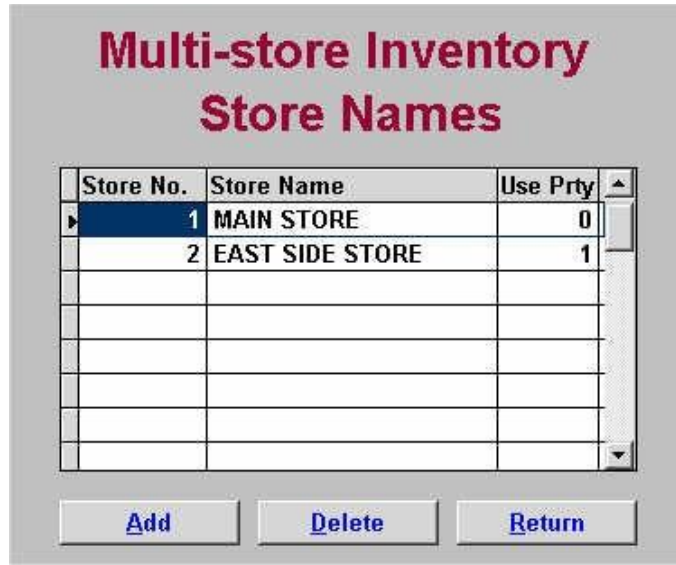 Multi-store Inventory
Store Names
Store No. Store Name Use Prty
1 MAIN STORE 0
2 EAST SIDE STORE 1
Add Delete Return